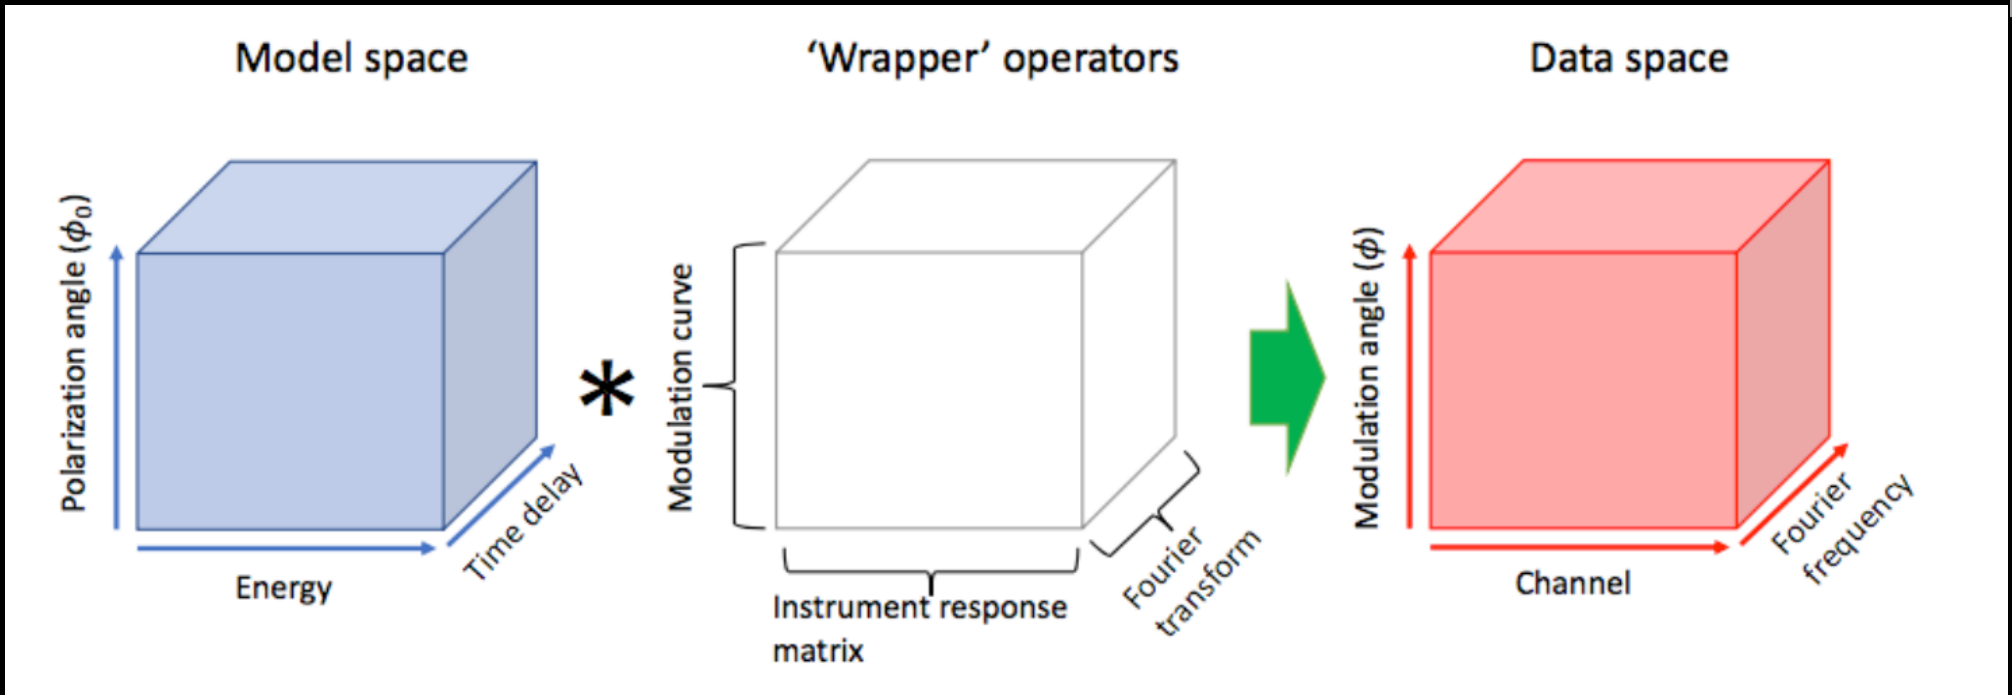 Model space
‘Wrapper’ operators
Data space
Polarization angle (ϕ₀)
Energy
Time delay
*
Modulation curve
Instrument response
matrix
Fourier
transform
Modulation angle (ϕ)
Channel
Fourier
frequency